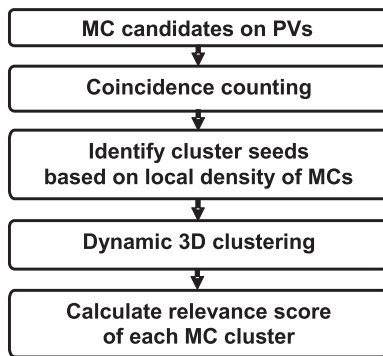 MC candidates on PVs
Coincidence counting
Identify cluster seeds
based on local density of MCs
Dynamic 3D clustering
Calculate relevance score
of each MC cluster